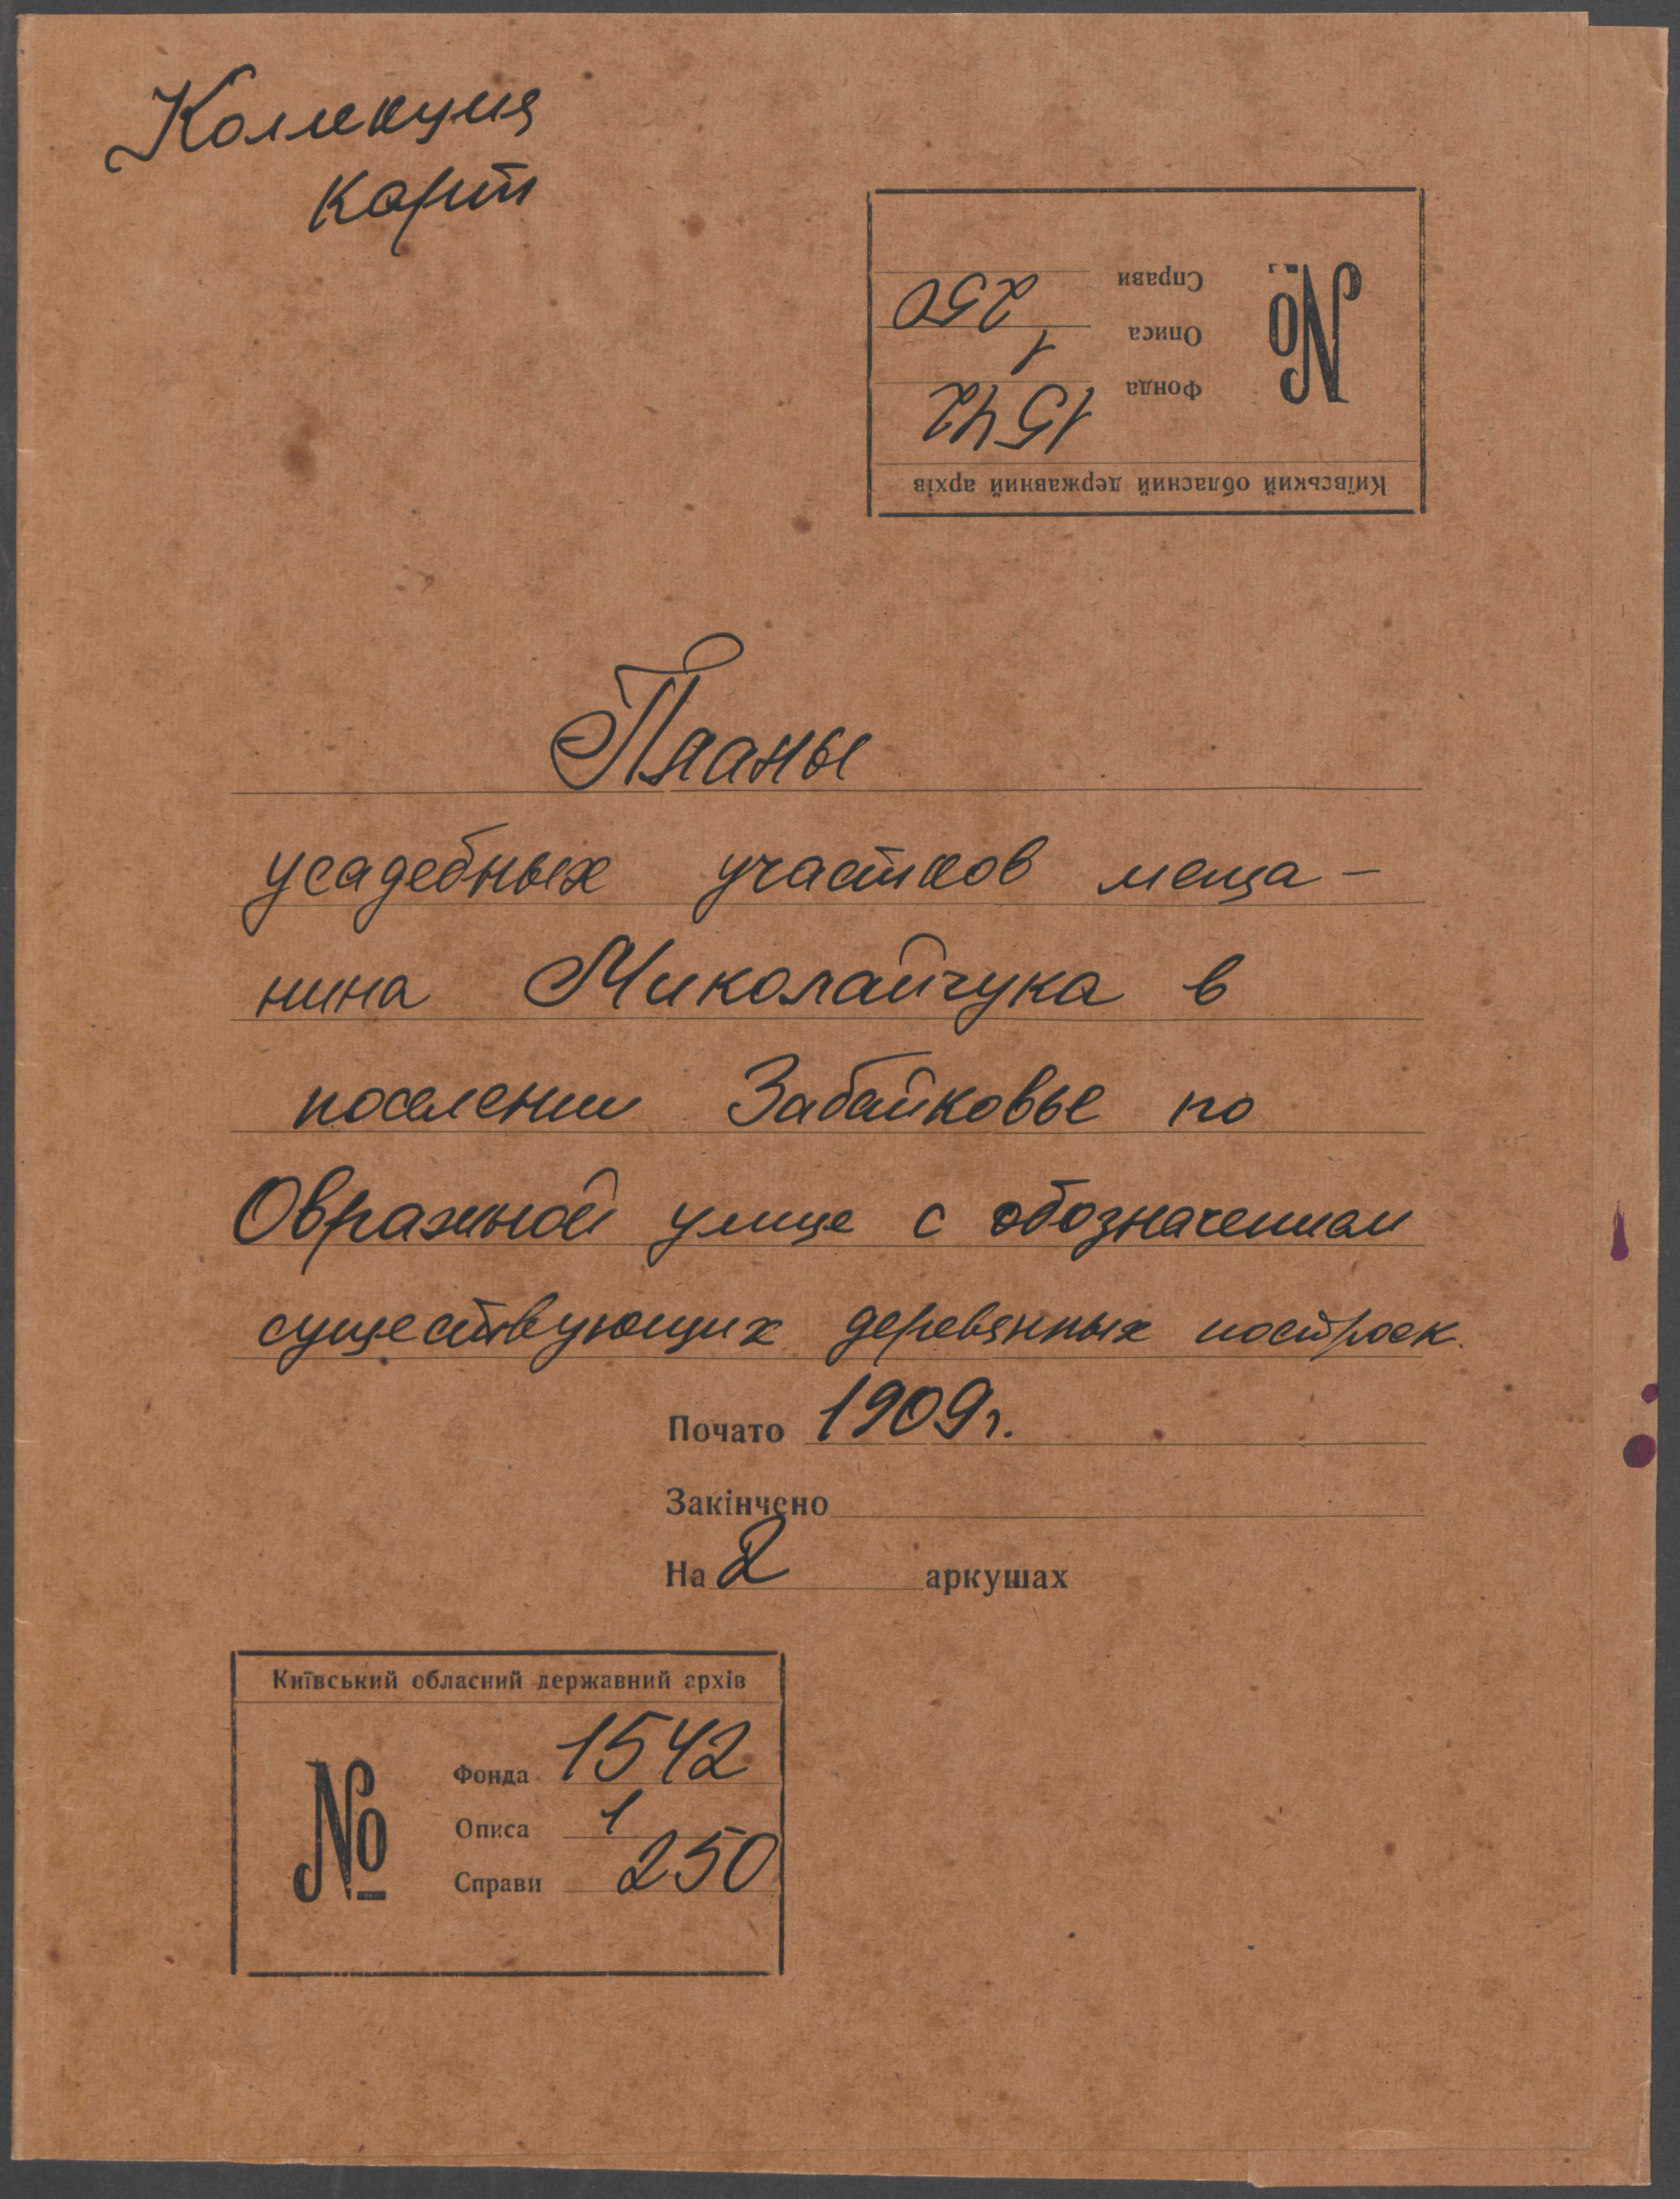 Коллекция
карт
Київський обласний державний архів
№
Фонда 1542
Описа 1
Справи 250
Планы
усадебных участков меща-
нина Миколайчука в
поселении Забайковье по
Овражной улице с обозначением
существующих деревянных построек.
Почато 1909 г.
Закінчено
На 2 аркушах
Київський обласний державний архів
№
Фонда 1542
Описа 1
Справи 250